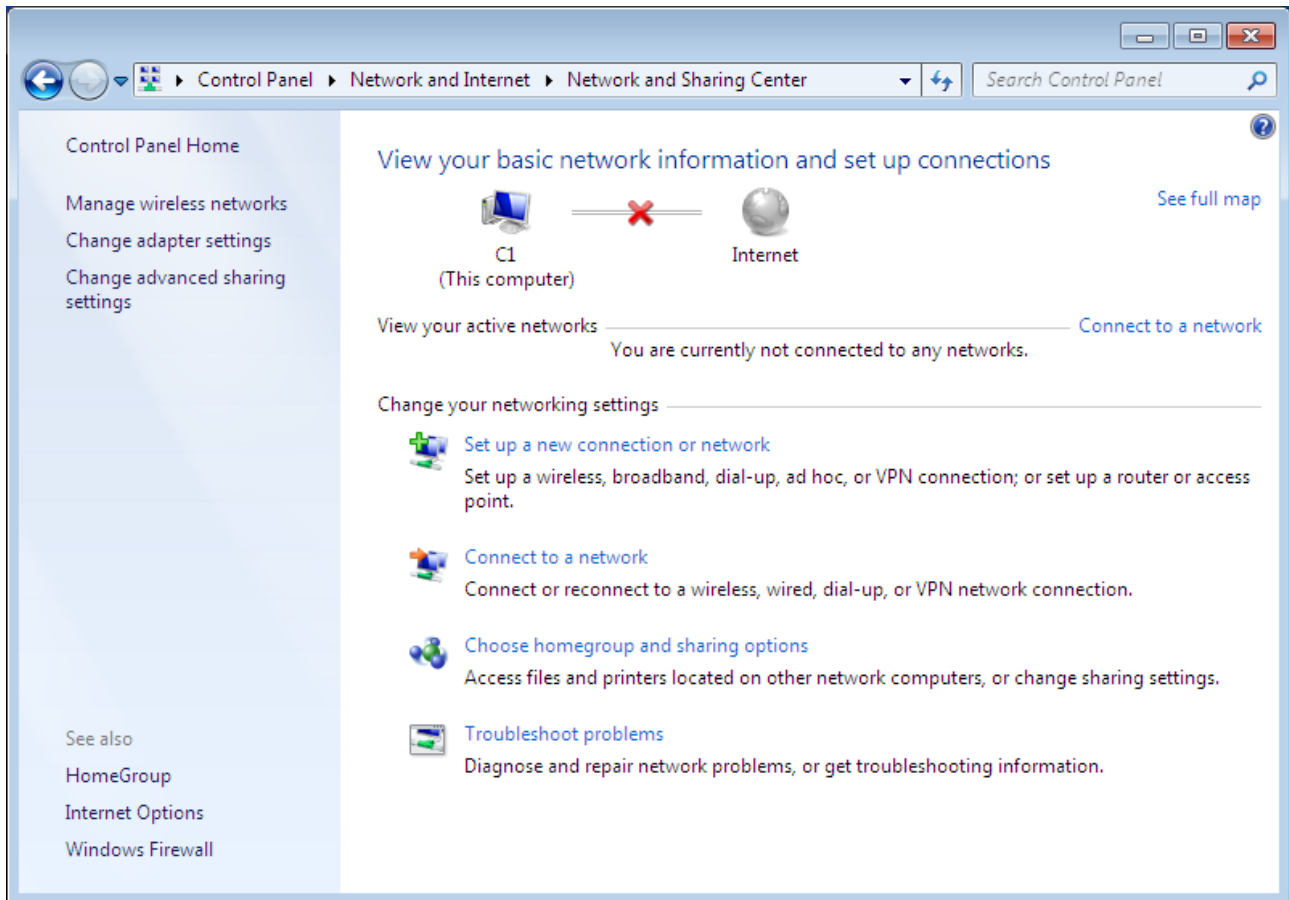 Control Panel Network and Internet Network and Sharing Center Search Control Panel
Control Panel Home
Manage wireless networks
Change adapter settings
Change advanced sharing
settings
See also
HomeGroup
Internet Options
Windows Firewall
View your basic network information and set up connections
See full map
C1
(This computer)
Internet
View your active networks Connect to a network
You are currently not connected to any networks.
Change your networking settings
Set up a new connection or network
Set up a wireless, broadband, dial-up, ad hoc, or VPN connection; or set up a router or access
point.
Connect to a network
Connect or reconnect to a wireless, wired, dial-up, or VPN network connection.
Choose homegroup and sharing options
Access files and printers located on other network computers, or change sharing settings.
Troubleshoot problems
Diagnose and repair network problems, or get troubleshooting information.